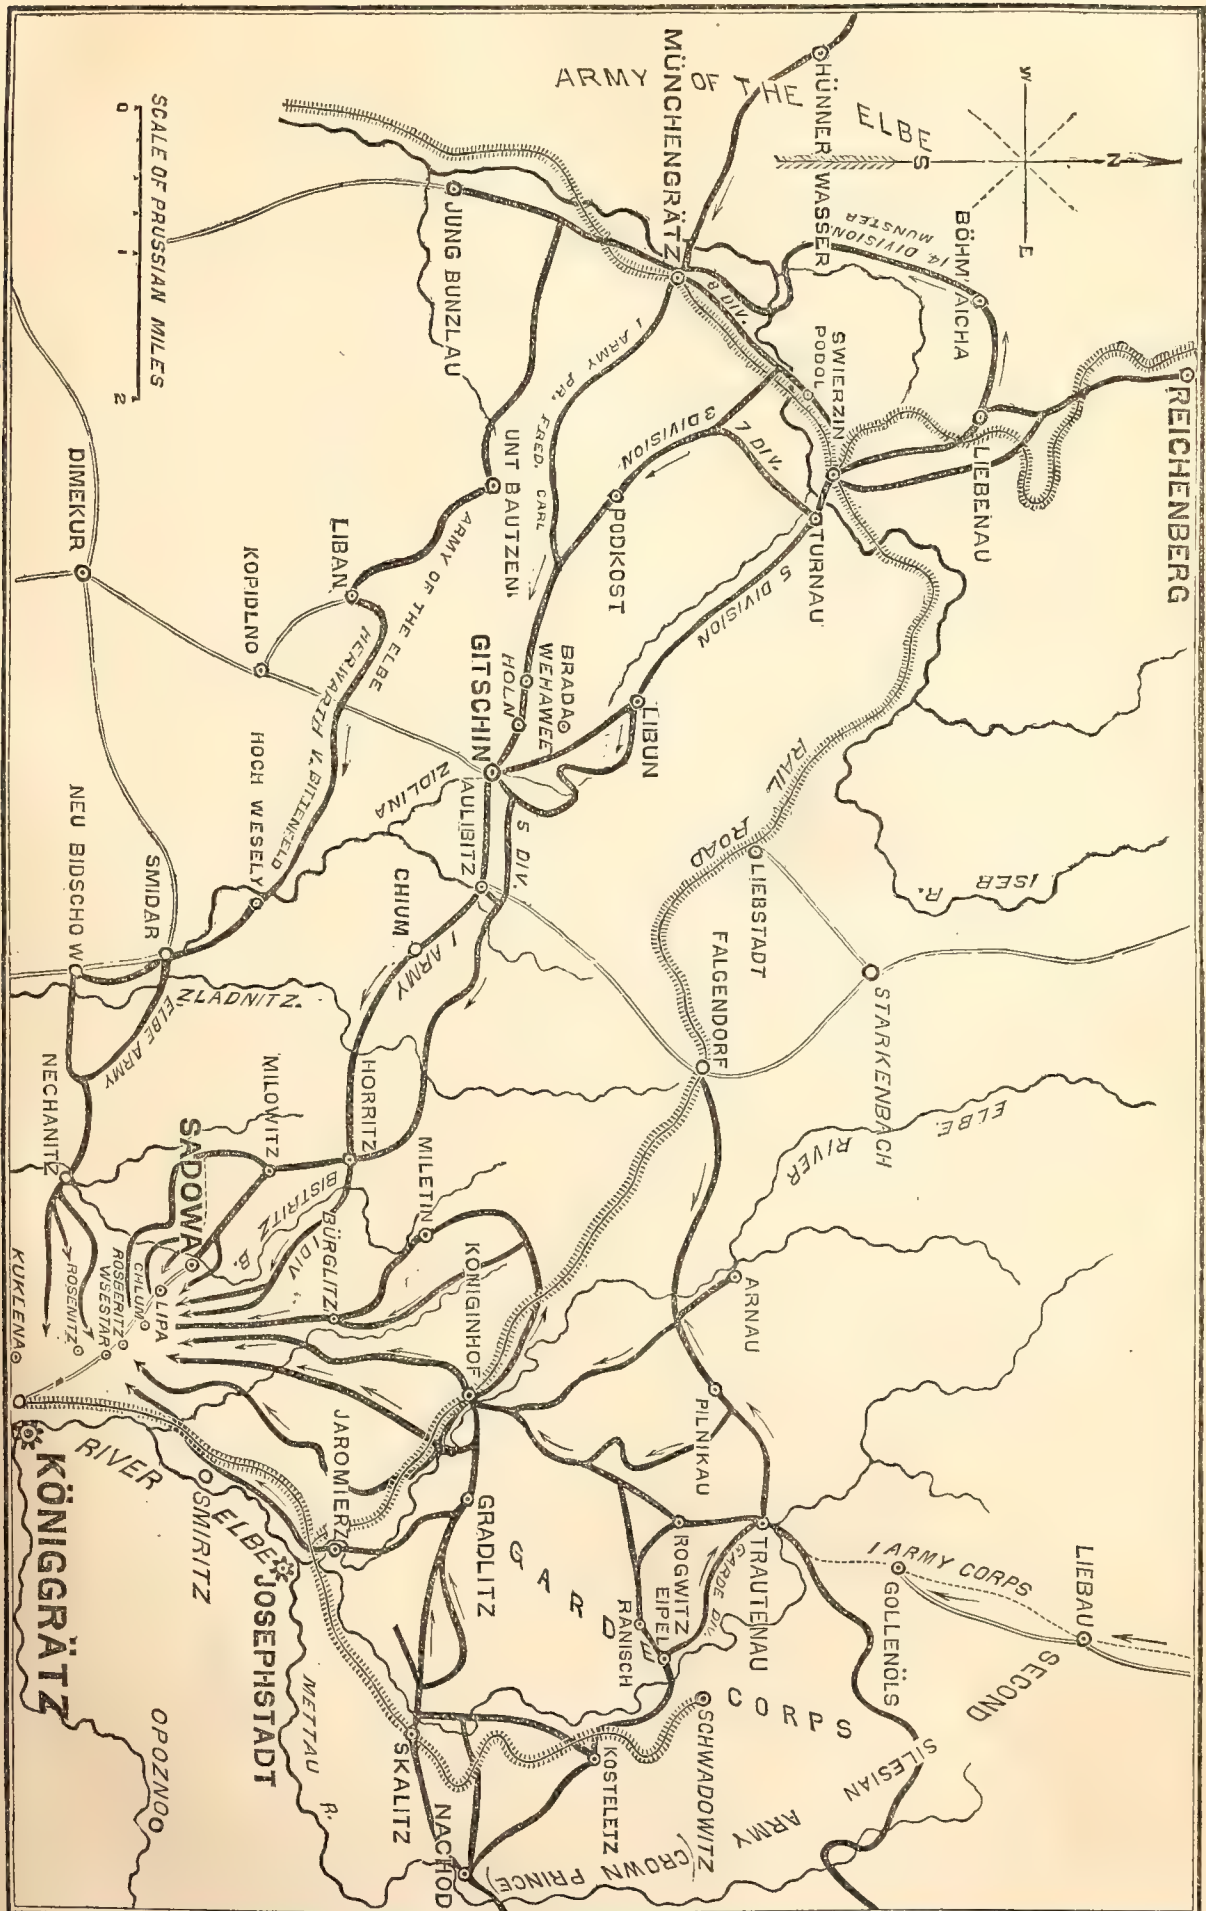 REICHENBERG
N
W
E
S
ARMY OF THE ELBE
HÜNNERWASSER
MÜNCHENGRÄTZ
BÖHM' AICHA
14. DIVISION
MUNSTER
LIEBENAU
SWIERZIN
PODOL
8 DIV.
TURNAU
7 DIV.
3 DIVISION
5 DIVISION
1 ARMY PR. FRED. CARL
PODKOST
JUNG BUNZLAU
UNT BAUTZEN
ARMY OF THE ELBE
LIBAN
KOPIDLNO
DIMEKUR
SCALE OF PRUSSIAN MILES
0 1 2
HERWARTH V. BITTENFELD
BRADA
WEHAWEE
HOLN
GITSCHIN
LIBUN
AULIBITZ
ZIDLINA
5 DIV.
HOCH WESELY
SMIDAR
NEU BIDSCHOW
CHIUM
1 ARMY
RAIL ROAD
LIEBSTADT
ISER R.
FALGENDORF
STARKENBACH
RIVER ELBE
ZLADNITZ.
ELBE ARMY
NECHANITZ
MILOWITZ
HORRITZ
SADOWA
BISTRITZ
B.
MILETIN
1 DIV.
BÜRGLITZ
KÖNIGINHOF
ARNAU
PILNIKAU
LIPA
CHLUM
ROSBERITZ
WSESTAR
ROSENITZ
KUKLENA
KÖNIGGRÄTZ
RIVER ELBE
SMIRITZ
JAROMIERZ
JOSEPHSTADT
METTAU R.
OPOZNO
GRADLITZ
GARDE CORPS
ROGWITZ
EIPEL
RANISCH
GARDE DIV.
TRAUTENAU
1 ARMY CORPS
GOLLENÖLS
LIEBAU
SECOND
SILESIAN
ARMY
(CROWN PRINCE)
SCHWADOWITZ
KOSTELETZ
SKALITZ
NACHOD